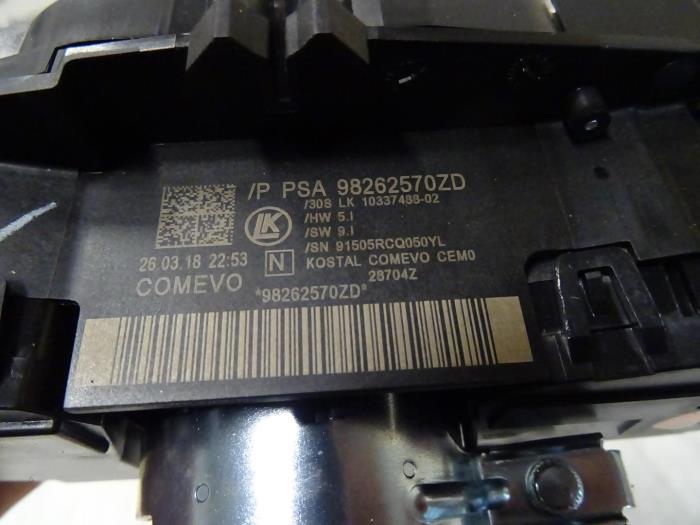 /P PSA 98262570ZD
/30S LK 10337488-02
/HW 5.I
/SW 9.I
/SN 91505RCQ050YL
LK
N
KOSTAL COMEVO CEM0
28704Z
26 03.18 22:53
COMEVO
*98262570ZD*